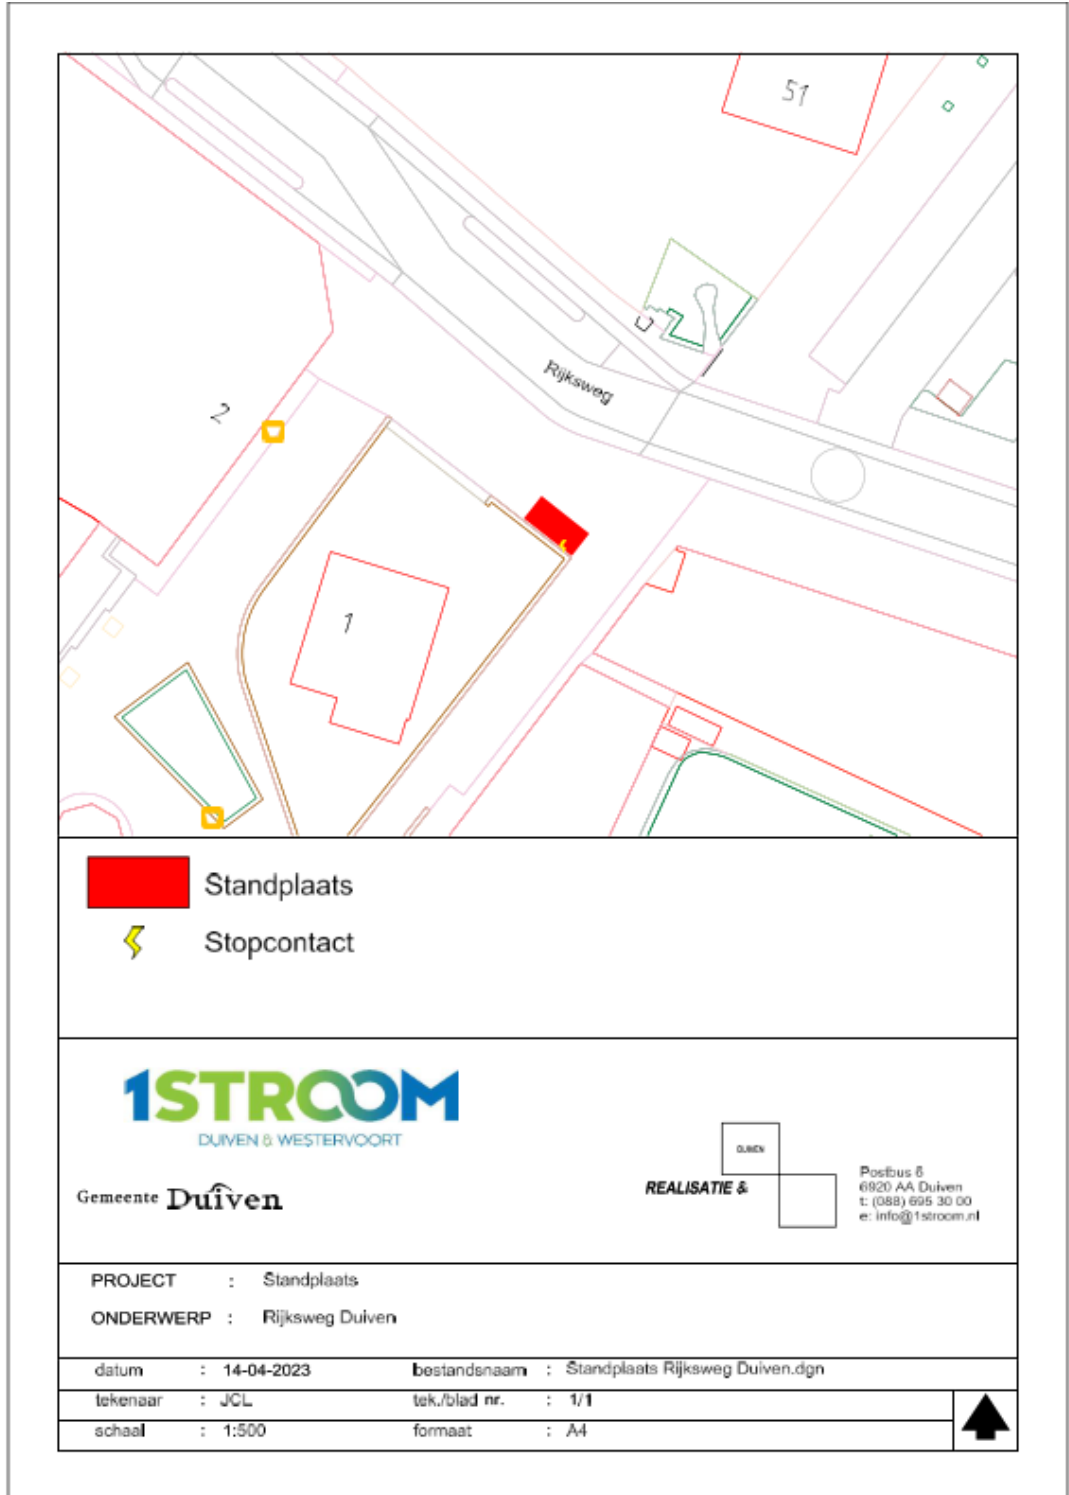 51
Rijksweg
2
1
Standplaats
Stopcontact
1STROOM
DUIVEN & WESTERVOORT
Gemeente Duiven
DUIVEN
REALISATIE &
Postbus 6
6920 AA Duiven
t: (088) 695 30 00
e: info@1stroom.nl
PROJECT : Standplaats
ONDERWERP : Rijksweg Duiven
datum : 14-04-2023 bestandsnaam : Standplaats Rijksweg Duiven.dgn
tekenaar : JCL tek./blad nr. : 1/1
schaal : 1:500 formaat : A4